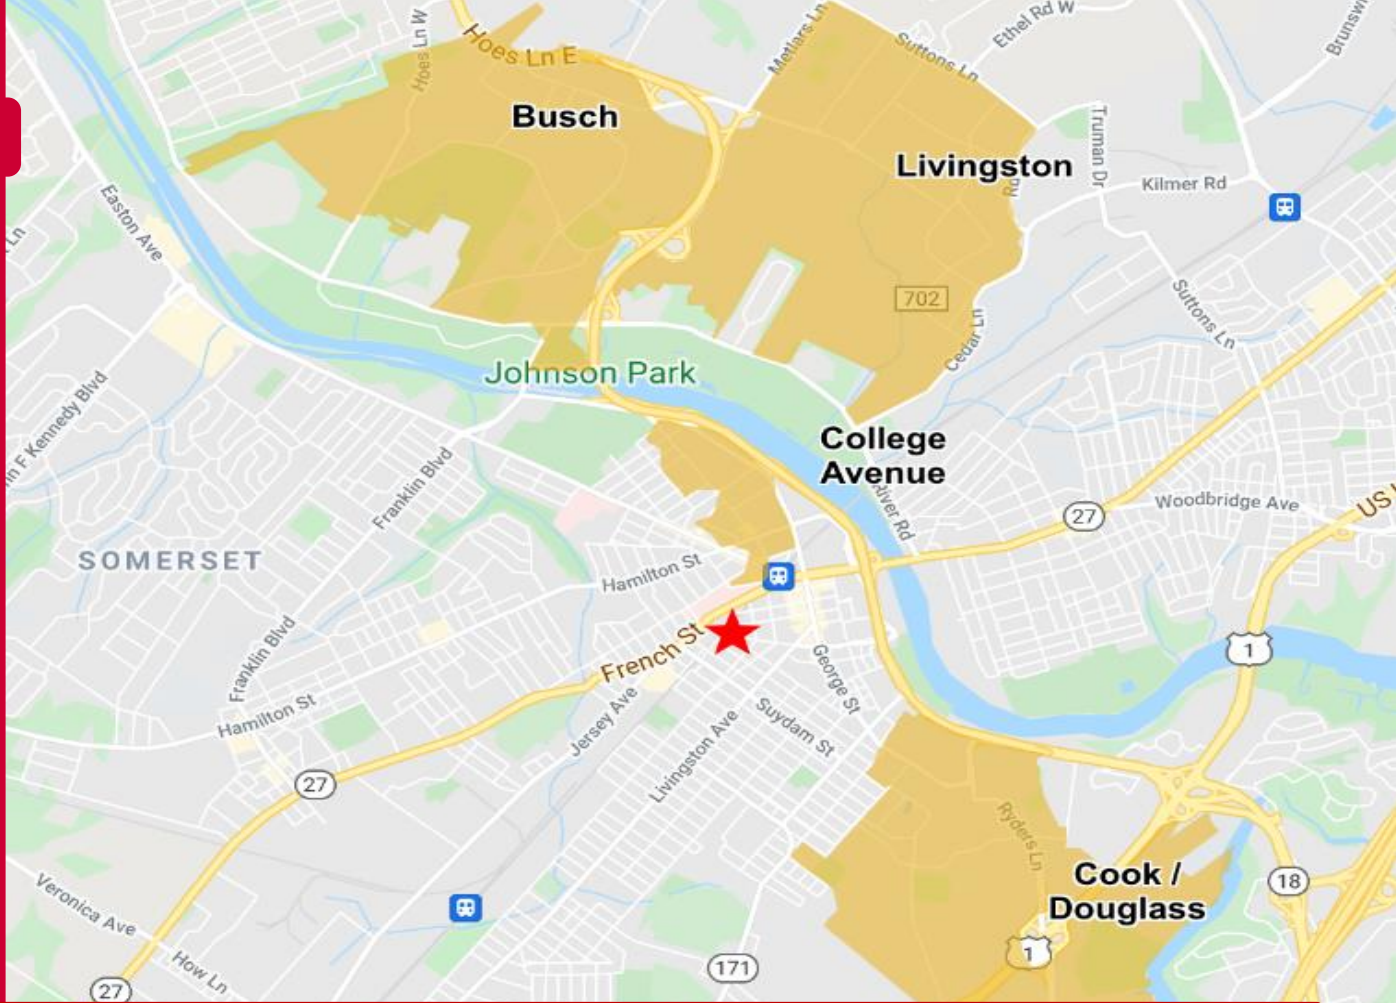 Hoes Ln W
Hoes Ln E
Metlars Ln
Suttons Ln
Ethel Rd W
Busch
Livingston
Truman Dr
Kilmer Rd
Rd
Easton Ave
Ln
702
Suttons Ln
Cedar Ln
Johnson Park
n F Kennedy Blvd
Franklin Blvd
College
Avenue
River Rd
27
Woodbridge Ave
US
SOMERSET
Hamilton St
French St
Franklin Blvd
Hamilton St
George St
1
Jersey Ave
Livingston Ave
Suydam St
27
Ryders Ln
Cook /
Douglass
18
Veronica Ave
How Ln
1
171
27